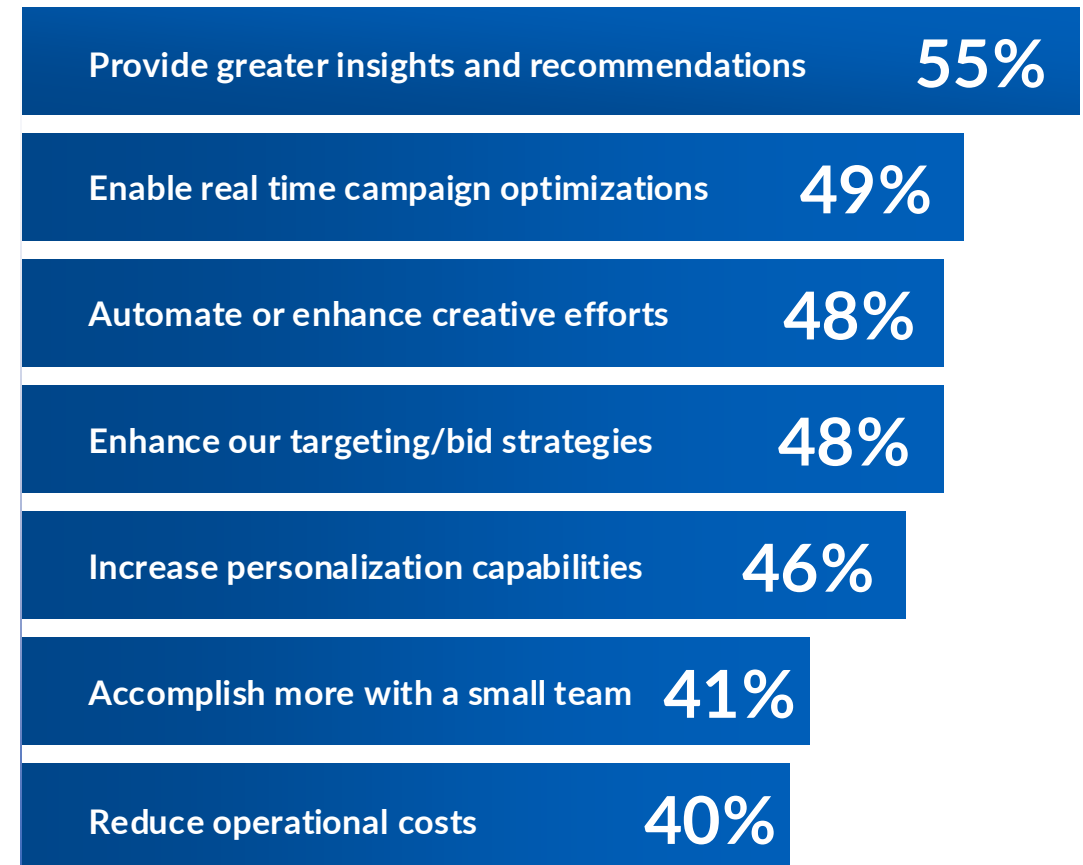 Provide greater insights and recommendations 55%
Enable real time campaign optimizations 49%
Automate or enhance creative efforts 48%
Enhance our targeting/bid strategies 48%
Increase personalization capabilities 46%
Accomplish more with a small team 41%
Reduce operational costs 40%